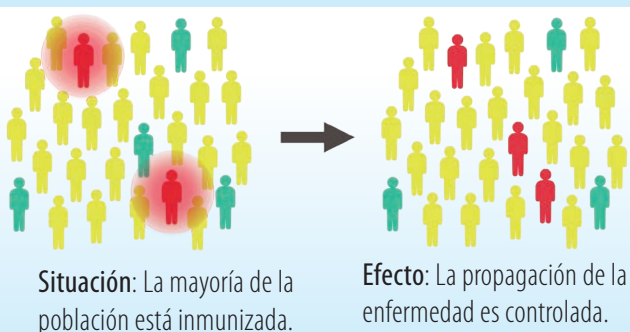 Situación: La mayoría de la
población está inmunizada.
Efecto: La propagación de la
enfermedad es controlada.